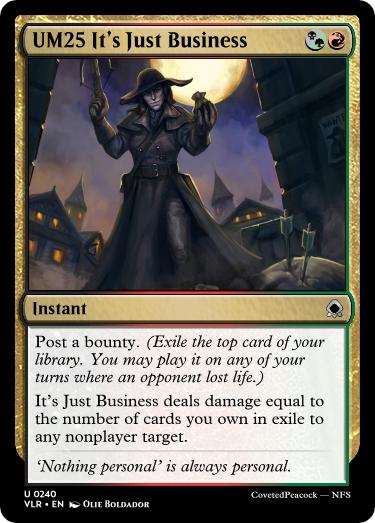 UM25 It's Just Business
Instant
Post a bounty. (Exile the top card of your
library. You may play it on any of your
turns where an opponent lost life.)
It's Just Business deals damage equal to
the number of cards you own in exile to
any nonplayer target.
'Nothing personal' is always personal.
U 0240
VLR • EN Olie Boldador
CovetedPeacock — NFS